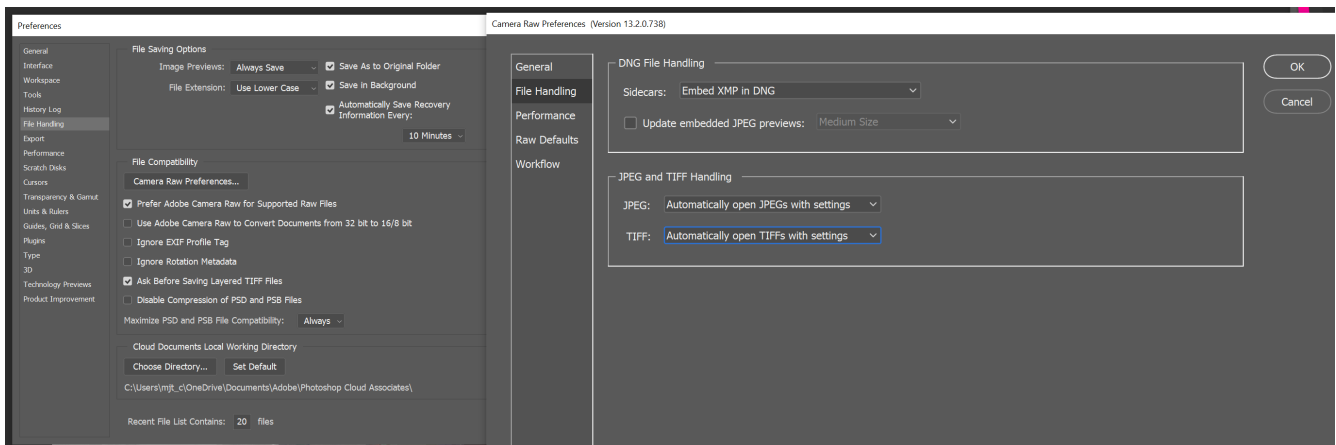 Preferences
General
Interface
Workspace
Tools
History Log
File Handling
Export
Performance
Scratch Disks
Cursors
Transparency & Gamut
Units & Rulers
Guides, Grid & Slices
Plugins
Type
3D
Technology Previews
Product Improvement
File Saving Options
Image Previews: Always Save Save As to Original Folder
File Extension: Use Lower Case Save in Background
Automatically Save Recovery
Information Every:
10 Minutes
File Compatibility
Camera Raw Preferences...
Prefer Adobe Camera Raw for Supported Raw Files
Use Adobe Camera Raw to Convert Documents from 32 bit to 16/8 bit
Ignore EXIF Profile Tag
Ignore Rotation Metadata
Ask Before Saving Layered TIFF Files
Disable Compression of PSD and PSB Files
Maximize PSD and PSB File Compatibility: Always
Cloud Documents Local Working Directory
Choose Directory... Set Default
C:\Users\mjt_c\OneDrive\Documents\Adobe\Photoshop Cloud Associates\
Recent File List Contains: 20 files
Camera Raw Preferences (Version 13.2.0.738)
General
File Handling
Performance
Raw Defaults
Workflow
DNG File Handling
Sidecars: Embed XMP in DNG
Update embedded JPEG previews: Medium Size
JPEG and TIFF Handling
JPEG: Automatically open JPEGs with settings
TIFF: Automatically open TIFFs with settings
OK
Cancel